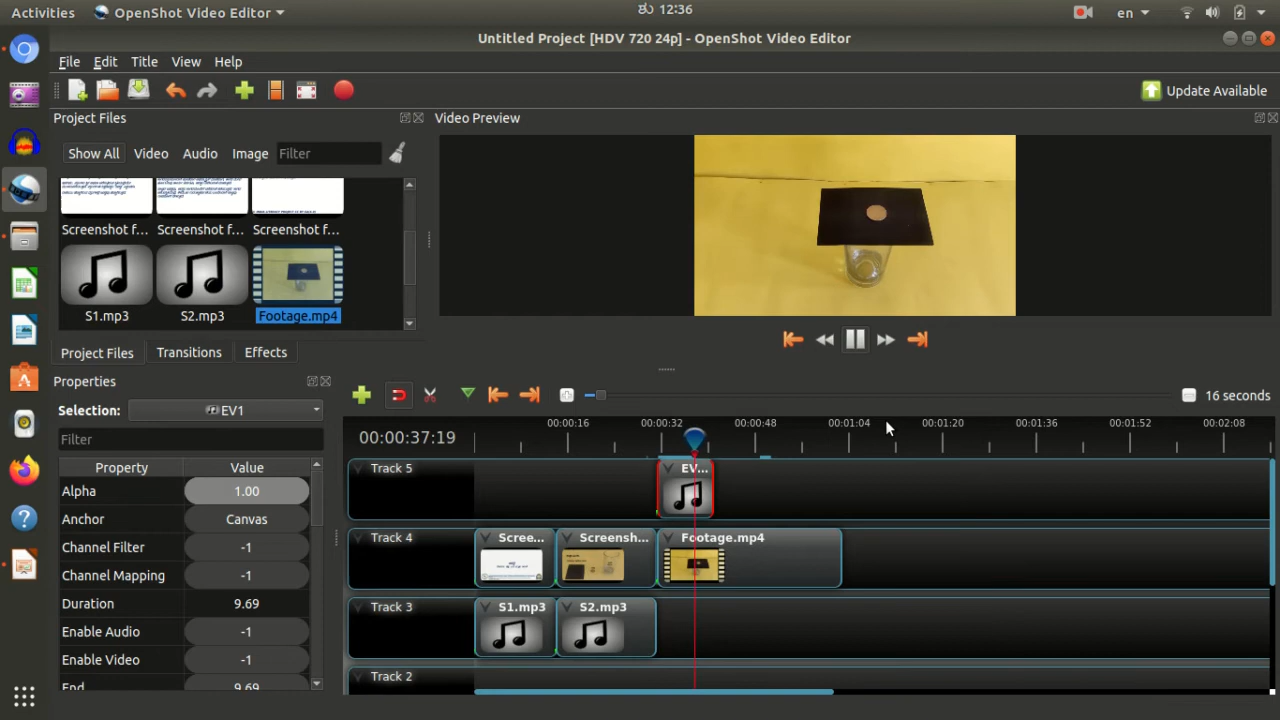 Activities
OpenShot Video Editor
12:36
en
Untitled Project [HDV 720 24p] - OpenShot Video Editor
File Edit Title View Help
Update Available
Project Files
Video Preview
Show All Video Audio Image Filter
Screenshot f... Screenshot f... Screenshot f...
S1.mp3 S2.mp3 Footage.mp4
Project Files Transitions Effects
Properties
Selection: EV1
Filter
Property Value
Alpha 1.00
Anchor Canvas
Channel Filter -1
Channel Mapping -1
Duration 9.69
Enable Audio -1
Enable Video -1
End 9.69
16 seconds
00:00:37:19
00:00:16 00:00:32 00:00:48 00:01:04 00:01:20 00:01:36 00:01:52 00:02:08
Track 5
EV...
Track 4
Scree... Screensh... Footage.mp4
Track 3
S1.mp3 S2.mp3
Track 2